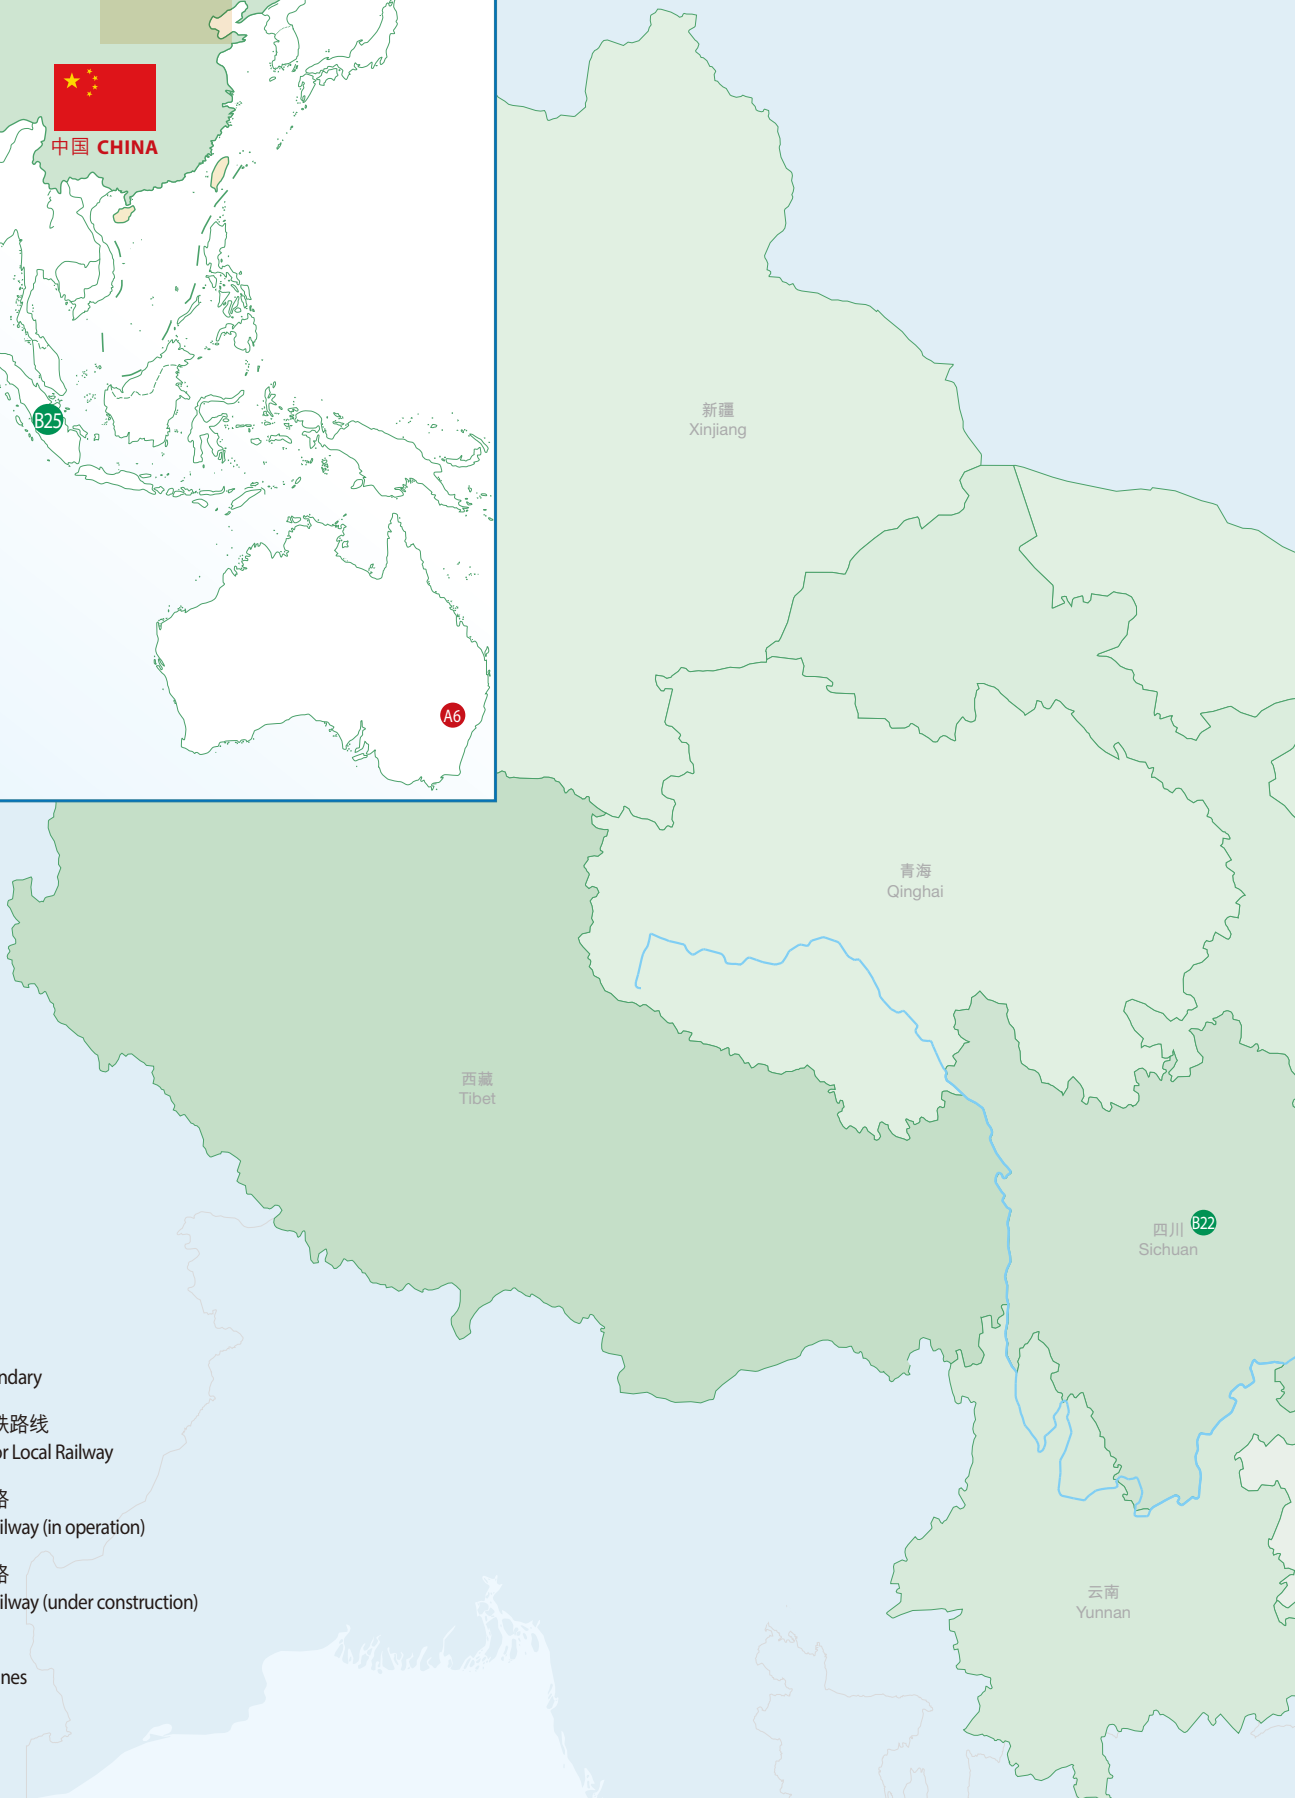 中国 CHINA
B25
A6
新疆
Xinjiang
青海
Qinghai
西藏
Tibet
四川
Sichuan
B22
云南
Yunnan
ndary
铁路线
or Local Railway
路
ilway (in operation)
路
ilway (under construction)
nes